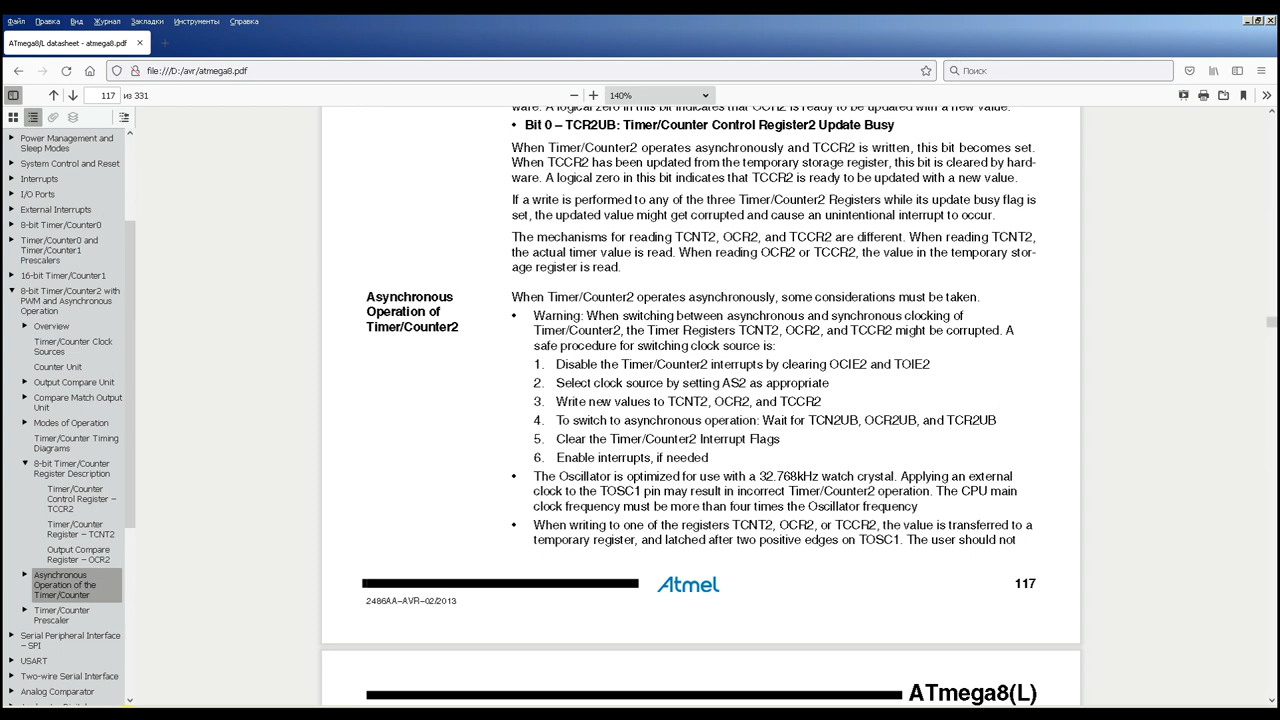 Файл Правка Вид Журнал Закладки Инструменты Справка
ATmega8/L datasheet - atmega8.pdf
file:///D:/avr/atmega8.pdf
Поиск
117 из 331
140%
Power Management and
Sleep Modes
System Control and Reset
Interrupts
I/O Ports
External Interrupts
8-bit Timer/Counter0
Timer/Counter0 and
Timer/Counter1
Prescalers
16-bit Timer/Counter1
8-bit Timer/Counter2 with
PWM and Asynchronous
Operation
Overview
Timer/Counter Clock
Sources
Counter Unit
Output Compare Unit
Compare Match Output
Unit
Modes of Operation
Timer/Counter Timing
Diagrams
8-bit Timer/Counter
Register Description
Timer/Counter
Control Register –
TCCR2
Timer/Counter
Register – TCNT2
Output Compare
Register – OCR2
Asynchronous
Operation of the
Timer/Counter
Timer/Counter
Prescaler
Serial Peripheral Interface
– SPI
USART
Two-wire Serial Interface
Analog Comparator
ware. A logical zero in this bit indicates that OCR2 is ready to be updated with a new value.
• Bit 0 – TCR2UB: Timer/Counter Control Register2 Update Busy
When Timer/Counter2 operates asynchronously and TCCR2 is written, this bit becomes set.
When TCCR2 has been updated from the temporary storage register, this bit is cleared by hard-
ware. A logical zero in this bit indicates that TCCR2 is ready to be updated with a new value.
If a write is performed to any of the three Timer/Counter2 Registers while its update busy flag is
set, the updated value might get corrupted and cause an unintentional interrupt to occur.
The mechanisms for reading TCNT2, OCR2, and TCCR2 are different. When reading TCNT2,
the actual timer value is read. When reading OCR2 or TCCR2, the value in the temporary stor-
age register is read.
Asynchronous
Operation of
Timer/Counter2
When Timer/Counter2 operates asynchronously, some considerations must be taken.
• Warning: When switching between asynchronous and synchronous clocking of
Timer/Counter2, the Timer Registers TCNT2, OCR2, and TCCR2 might be corrupted. A
safe procedure for switching clock source is:
1. Disable the Timer/Counter2 interrupts by clearing OCIE2 and TOIE2
2. Select clock source by setting AS2 as appropriate
3. Write new values to TCNT2, OCR2, and TCCR2
4. To switch to asynchronous operation: Wait for TCN2UB, OCR2UB, and TCR2UB
5. Clear the Timer/Counter2 Interrupt Flags
6. Enable interrupts, if needed
• The Oscillator is optimized for use with a 32.768kHz watch crystal. Applying an external
clock to the TOSC1 pin may result in incorrect Timer/Counter2 operation. The CPU main
clock frequency must be more than four times the Oscillator frequency
• When writing to one of the registers TCNT2, OCR2, or TCCR2, the value is transferred to a
temporary register, and latched after two positive edges on TOSC1. The user should not
Atmel
117
2486AA–AVR–02/2013
ATmega8(L)